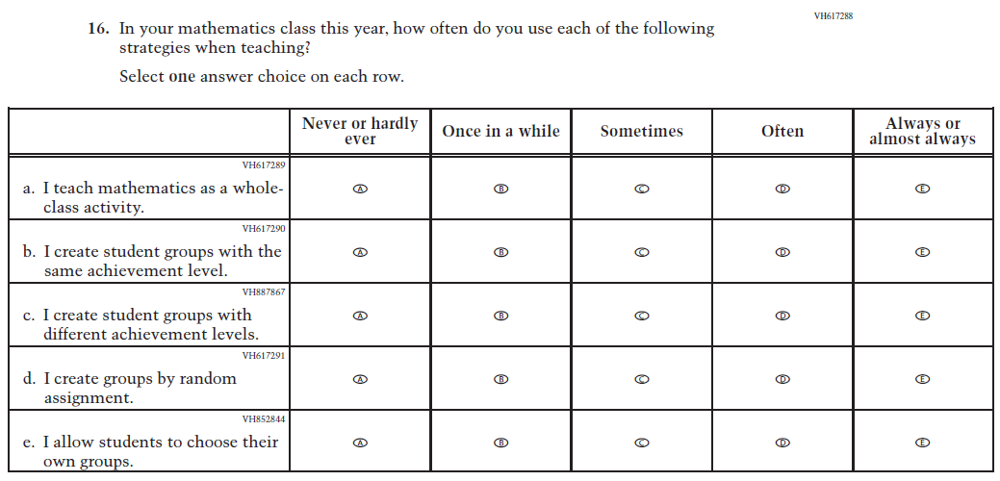 VH617288
16. In your mathematics class this year, how often do you use each of the following
strategies when teaching?
Select one answer choice on each row.
Never or hardly
ever
Once in a while
Sometimes
Often
Always or
almost always
VH617289
a. I teach mathematics as a whole-
class activity.
A B C D E
VH617290
b. I create student groups with the
same achievement level.
A B C D E
VH887867
c. I create student groups with
different achievement levels.
A B C D E
VH617291
d. I create groups by random
assignment.
A B C D E
VH852844
e. I allow students to choose their
own groups.
A B C D E